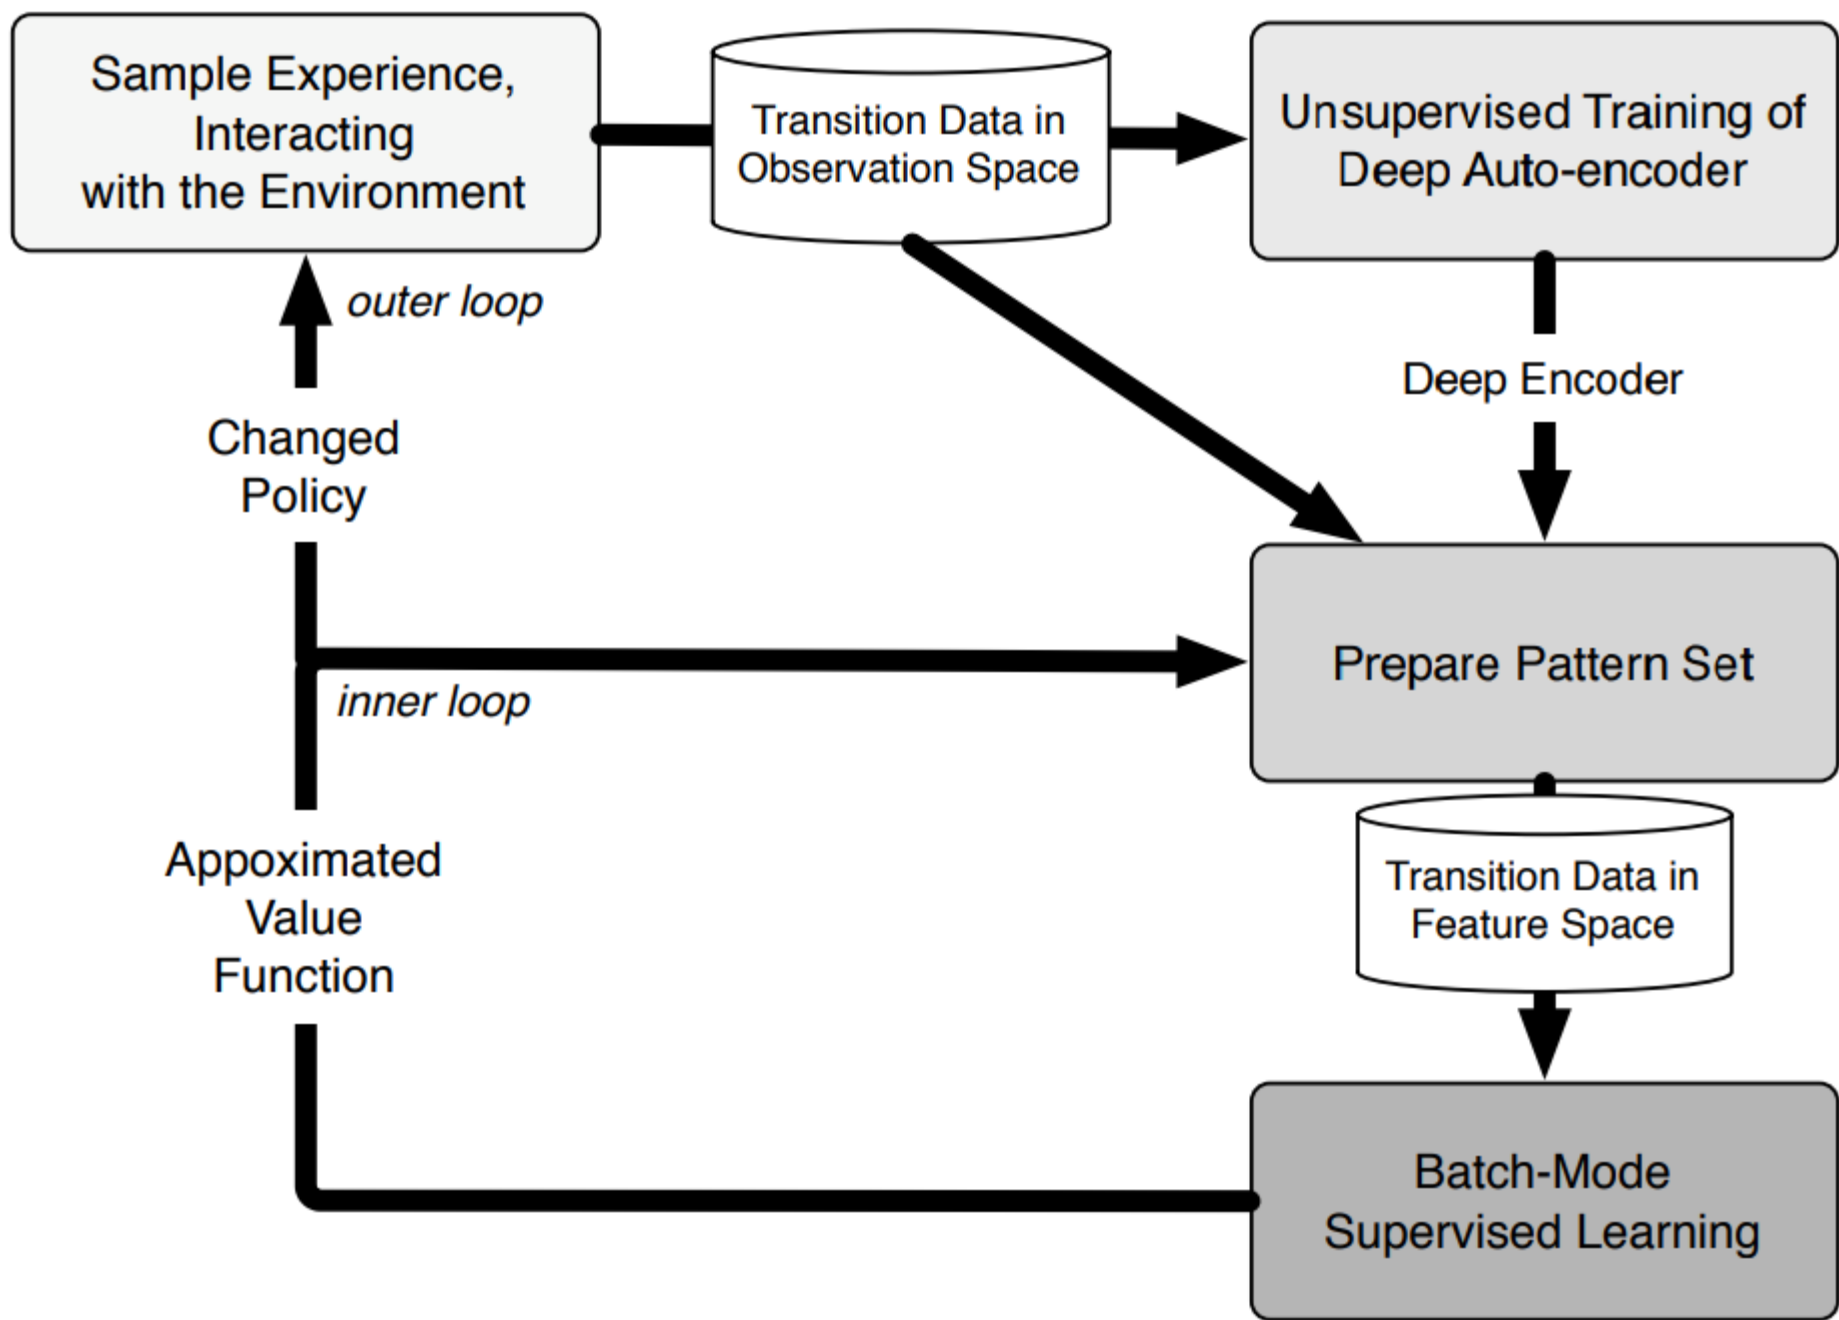 Sample Experience,
Interacting
with the Environment
Transition Data in
Observation Space
Unsupervised Training of
Deep Auto-encoder
outer loop
Deep Encoder
Changed
Policy
Prepare Pattern Set
inner loop
Appoximated
Value
Function
Transition Data in
Feature Space
Batch-Mode
Supervised Learning